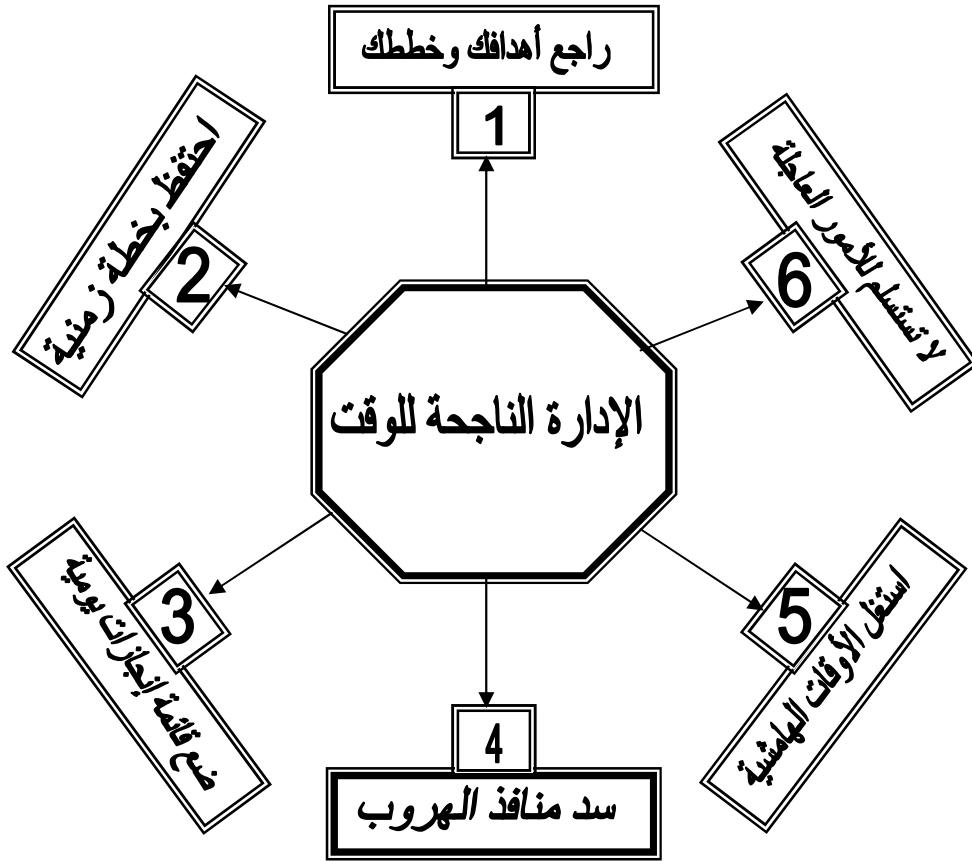 راجع أهدافك وخططك
1
احتفظ بخطة زمنية
2
ضع قائمة إنجازات يومية
3
سد منافذ الهروب
4
استغل الأوقات الهامشية
5
لا تستسلم للأمور العاجلة
6
الإدارة الناجحة للوقت